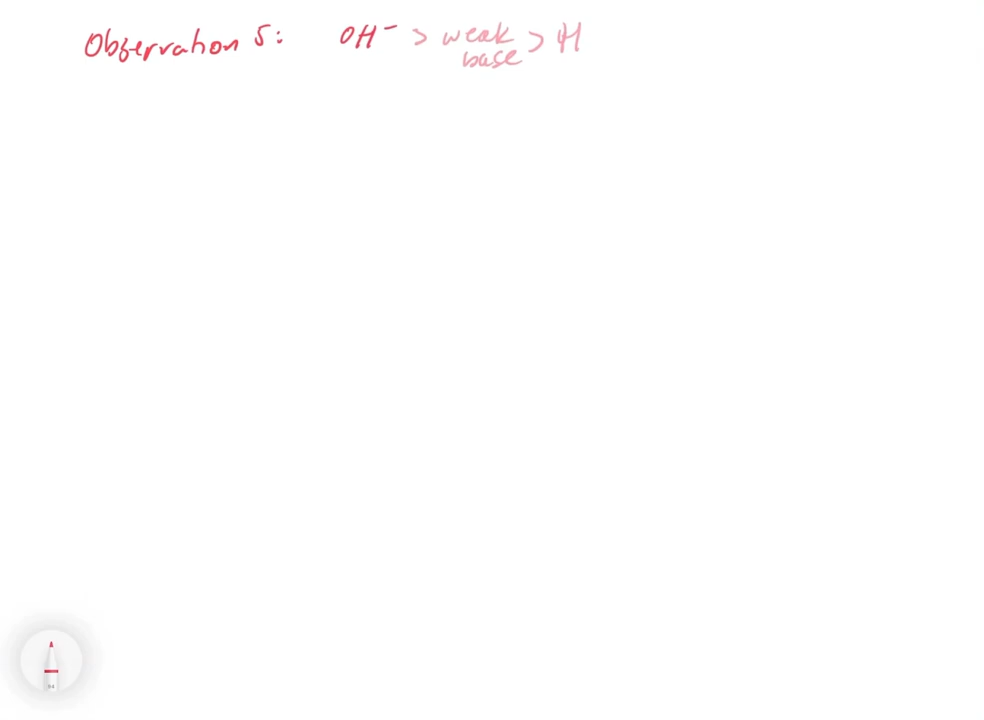 Observation 5: OH⁻ > weak > H
base